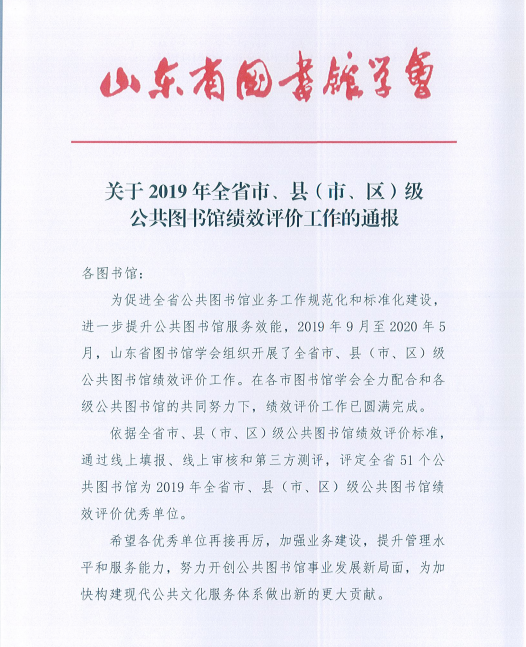 山东省图书馆学会
关于 2019 年全省市、县（市、区）级
公共图书馆绩效评价工作的通报
各图书馆：
为促进全省公共图书馆业务工作规范化和标准化建设，
进一步提升公共图书馆服务效能，2019 年 9 月至 2020 年 5
月，山东省图书馆学会组织开展了全省市、县（市、区）级
公共图书馆绩效评价工作。在各市图书馆学会全力配合和各
级公共图书馆的共同努力下，绩效评价工作已圆满完成。
依据全省市、县（市、区）级公共图书馆绩效评价标准，
通过线上填报、线上审核和第三方测评，评定全省 51 个公
共图书馆为 2019 年全省市、县（市、区）级公共图书馆绩
效评价优秀单位。
希望各优秀单位再接再厉，加强业务建设，提升管理水
平和服务能力，努力开创公共图书馆事业发展新局面，为加
快构建现代公共文化服务体系做出新的更大贡献。